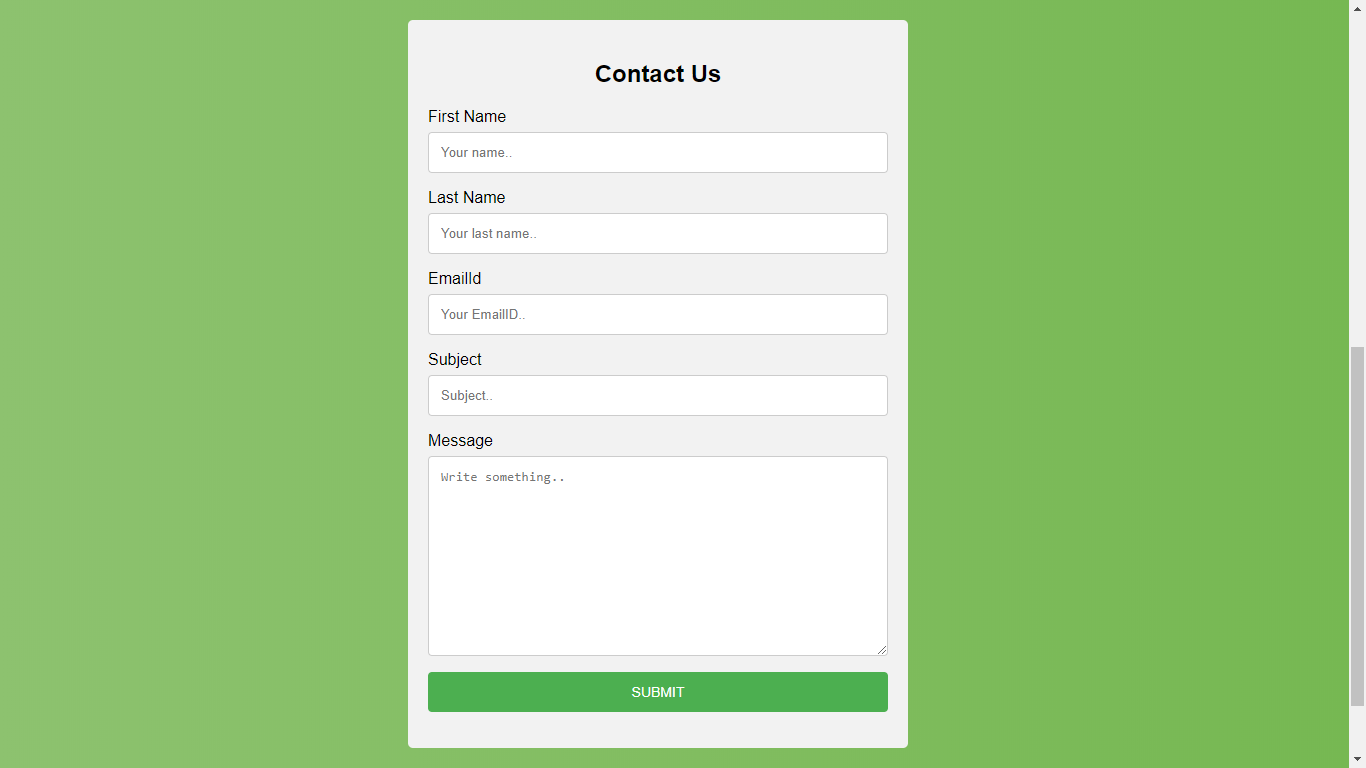 Contact Us
First Name
Your name..
Last Name
Your last name..
EmailId
Your EmailID..
Subject
Subject..
Message
Write something..
SUBMIT